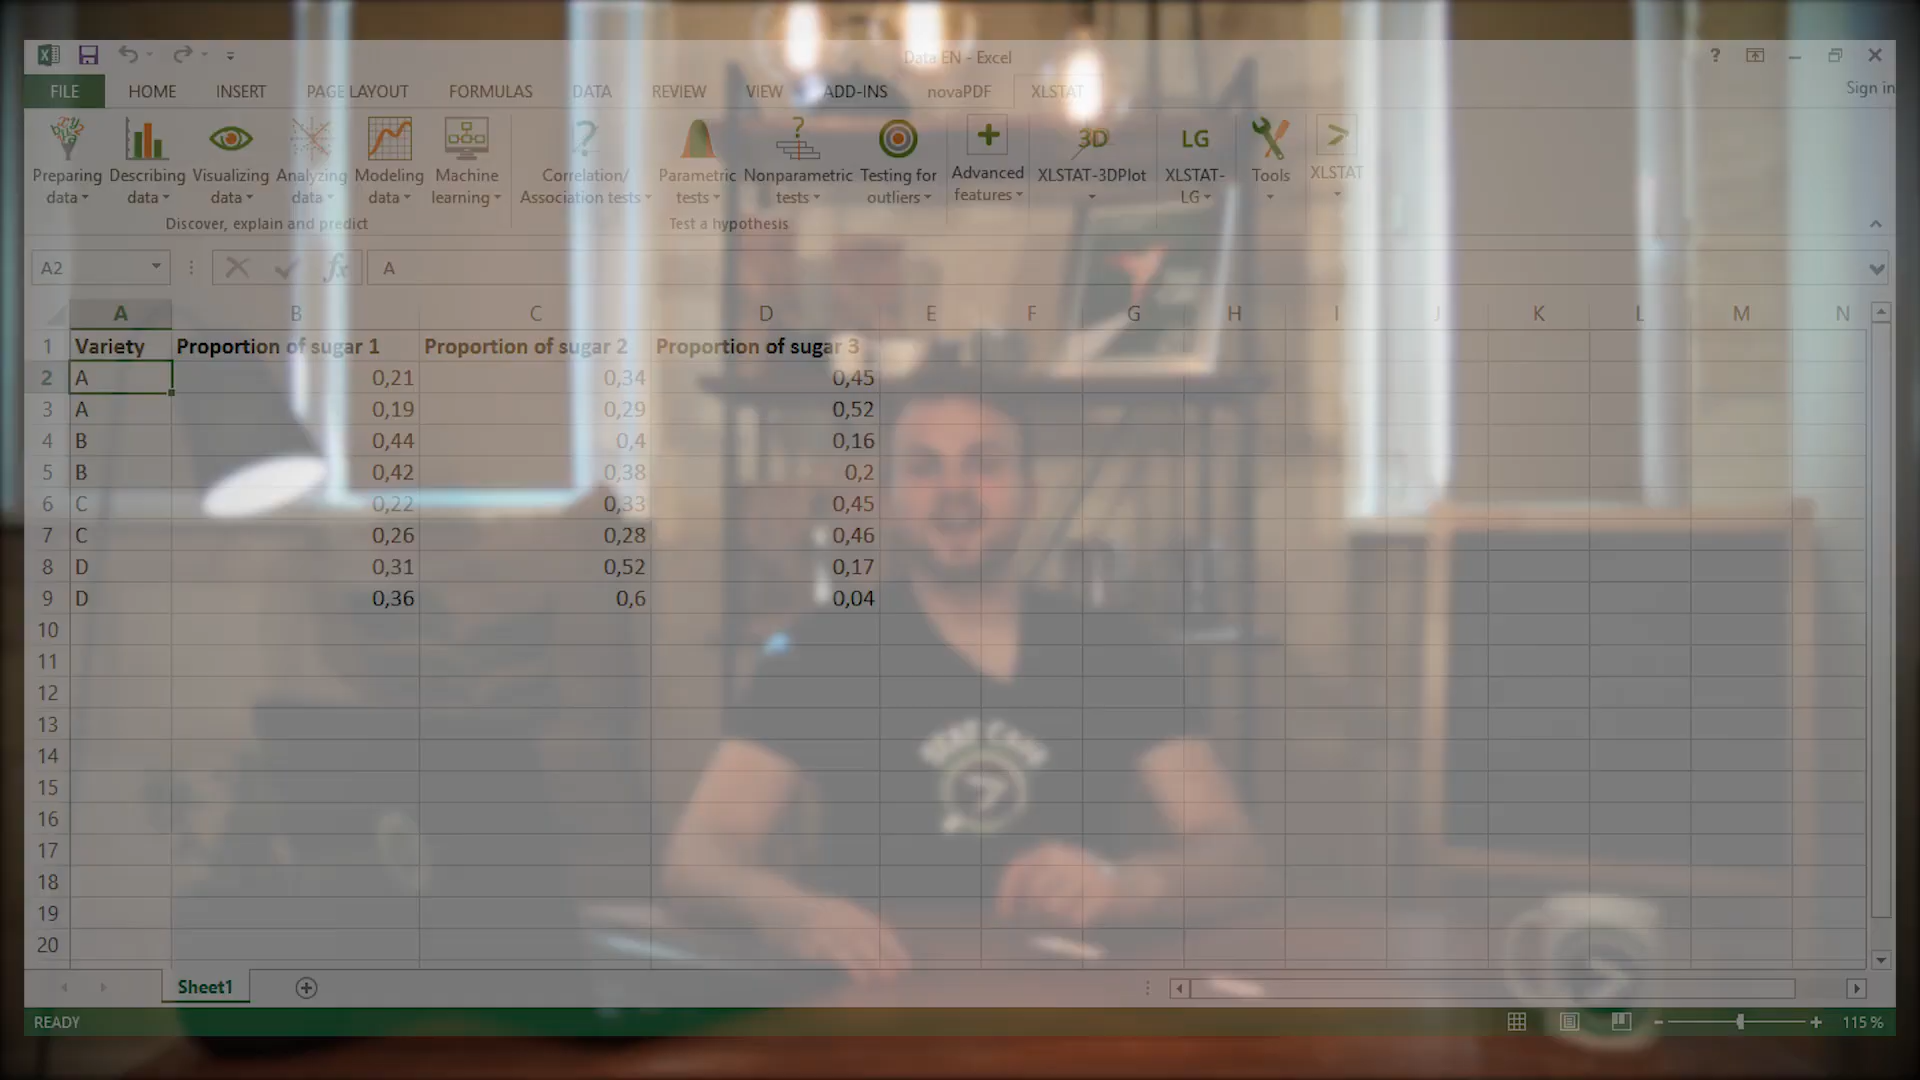 Data EN - Excel
Sign in
FILE HOME INSERT PAGE LAYOUT FORMULAS DATA REVIEW VIEW ADD-INS novaPDF XLSTAT
Preparing data Describing data Visualizing data Analyzing data Modeling data Machine learning Correlation/ Association tests Parametric tests Nonparametric tests Testing for outliers Advanced features 3D XLSTAT-3DPlot LG XLSTAT-LG Tools XLSTAT
Discover, explain and predict Test a hypothesis
A2 fx A
A B C D E F G H I J K L M N
1 Variety Proportion of sugar 1 Proportion of sugar 2 Proportion of sugar 3
2 A 0,21 0,34 0,45
3 A 0,19 0,29 0,52
4 B 0,44 0,4 0,16
5 B 0,42 0,38 0,2
6 C 0,22 0,33 0,45
7 C 0,26 0,28 0,46
8 D 0,31 0,52 0,17
9 D 0,36 0,6 0,04
10
11
12
13
14
15
16
17
18
19
20
STAT CAFE
Sheet1
READY 115 %